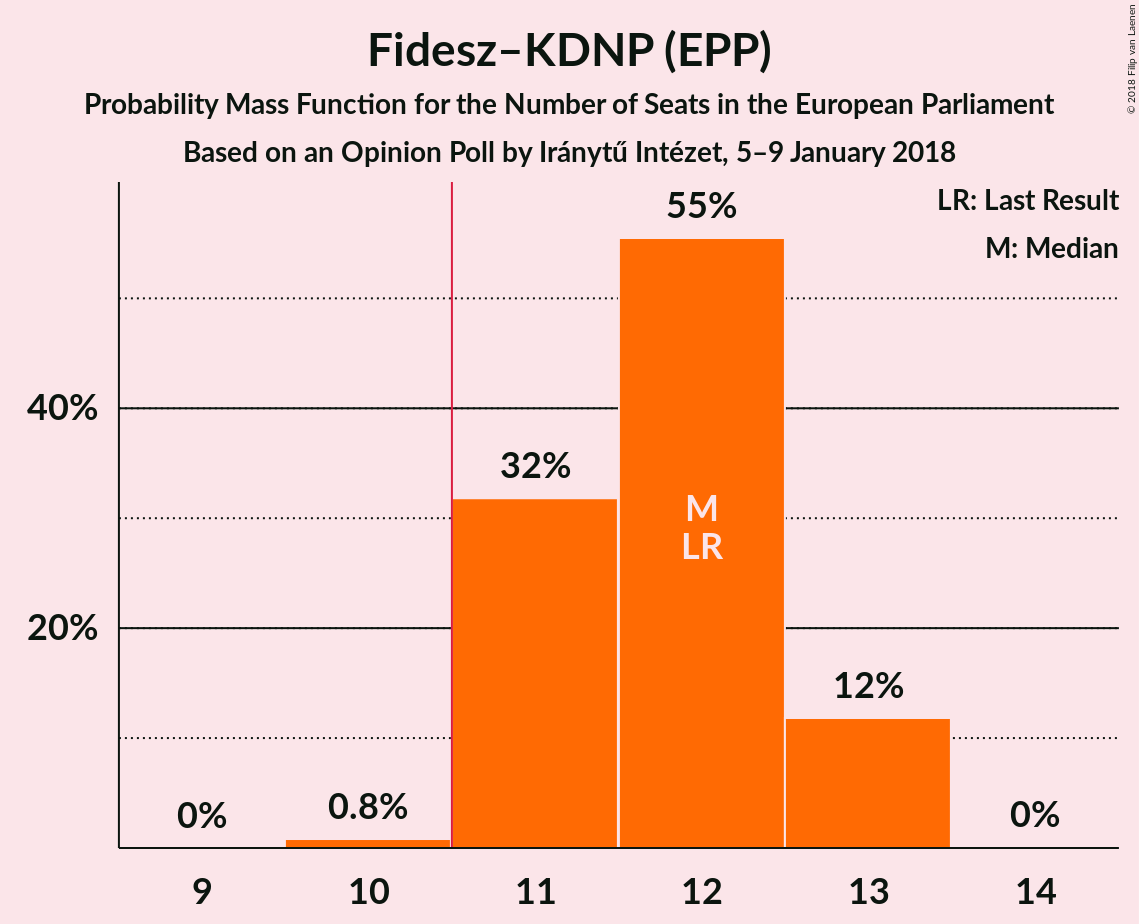 Fidesz–KDNP (EPP)
Probability Mass Function for the Number of Seats in the European Parliament
Based on an Opinion Poll by Iránytű Intézet, 5–9 January 2018
© 2018 Filip van Laenen
LR: Last Result
M: Median
55%
40%
32%
M
LR
20%
12%
0%
0.8%
0%
9
10
11
12
13
14